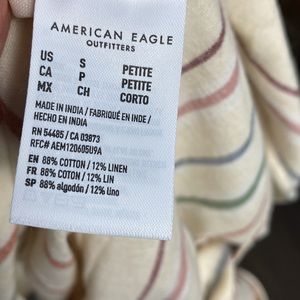 AMERICAN EAGLE
OUTFITTERS
US S PETITE
CA P PETITE
MX CH CORTO
MADE IN INDIA / FABRIQUÉ EN INDE /
HECHO EN INDIA
RN 54485 / CA 03873
RFC# AEM120605U9A
EN 88% COTTON / 12% LINEN
FR 88% COTON / 12% LIN
SP 88% algodón / 12% lino